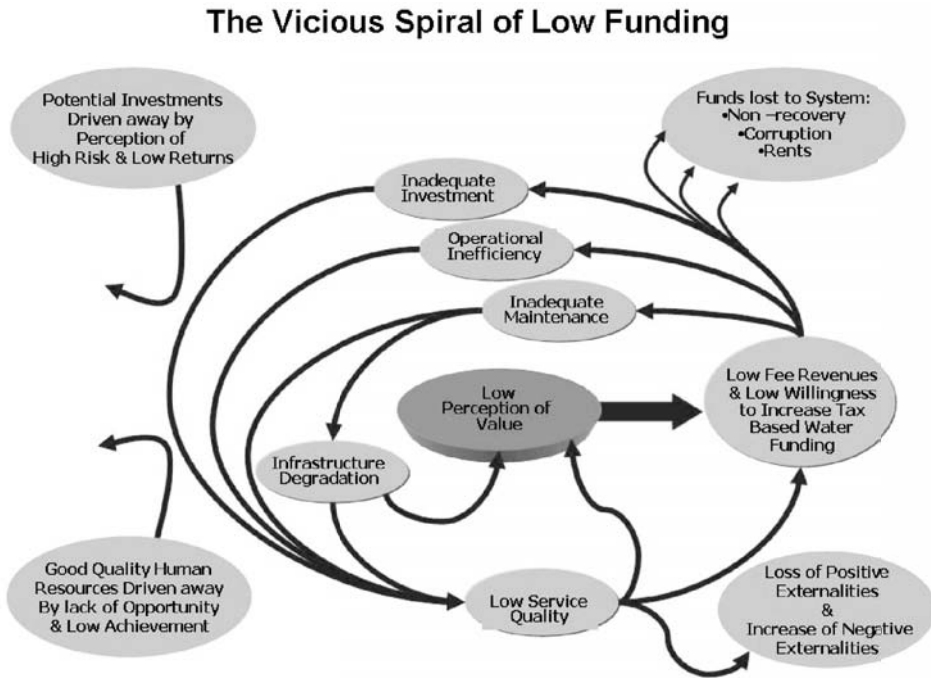 The Vicious Spiral of Low Funding
Potential Investments
Driven away by
Perception of
High Risk & Low Returns
Funds lost to System:
•Non –recovery
•Corruption
•Rents
Inadequate
Investment
Operational
Inefficiency
Inadequate
Maintenance
Low
Perception of
Value
Low Fee Revenues
& Low Willingness
to Increase Tax
Based Water
Funding
Infrastructure
Degradation
Good Quality Human
Resources Driven away
By lack of Opportunity
& Low Achievement
Low Service
Quality
Loss of Positive
Externalities
&
Increase of Negative
Externalities